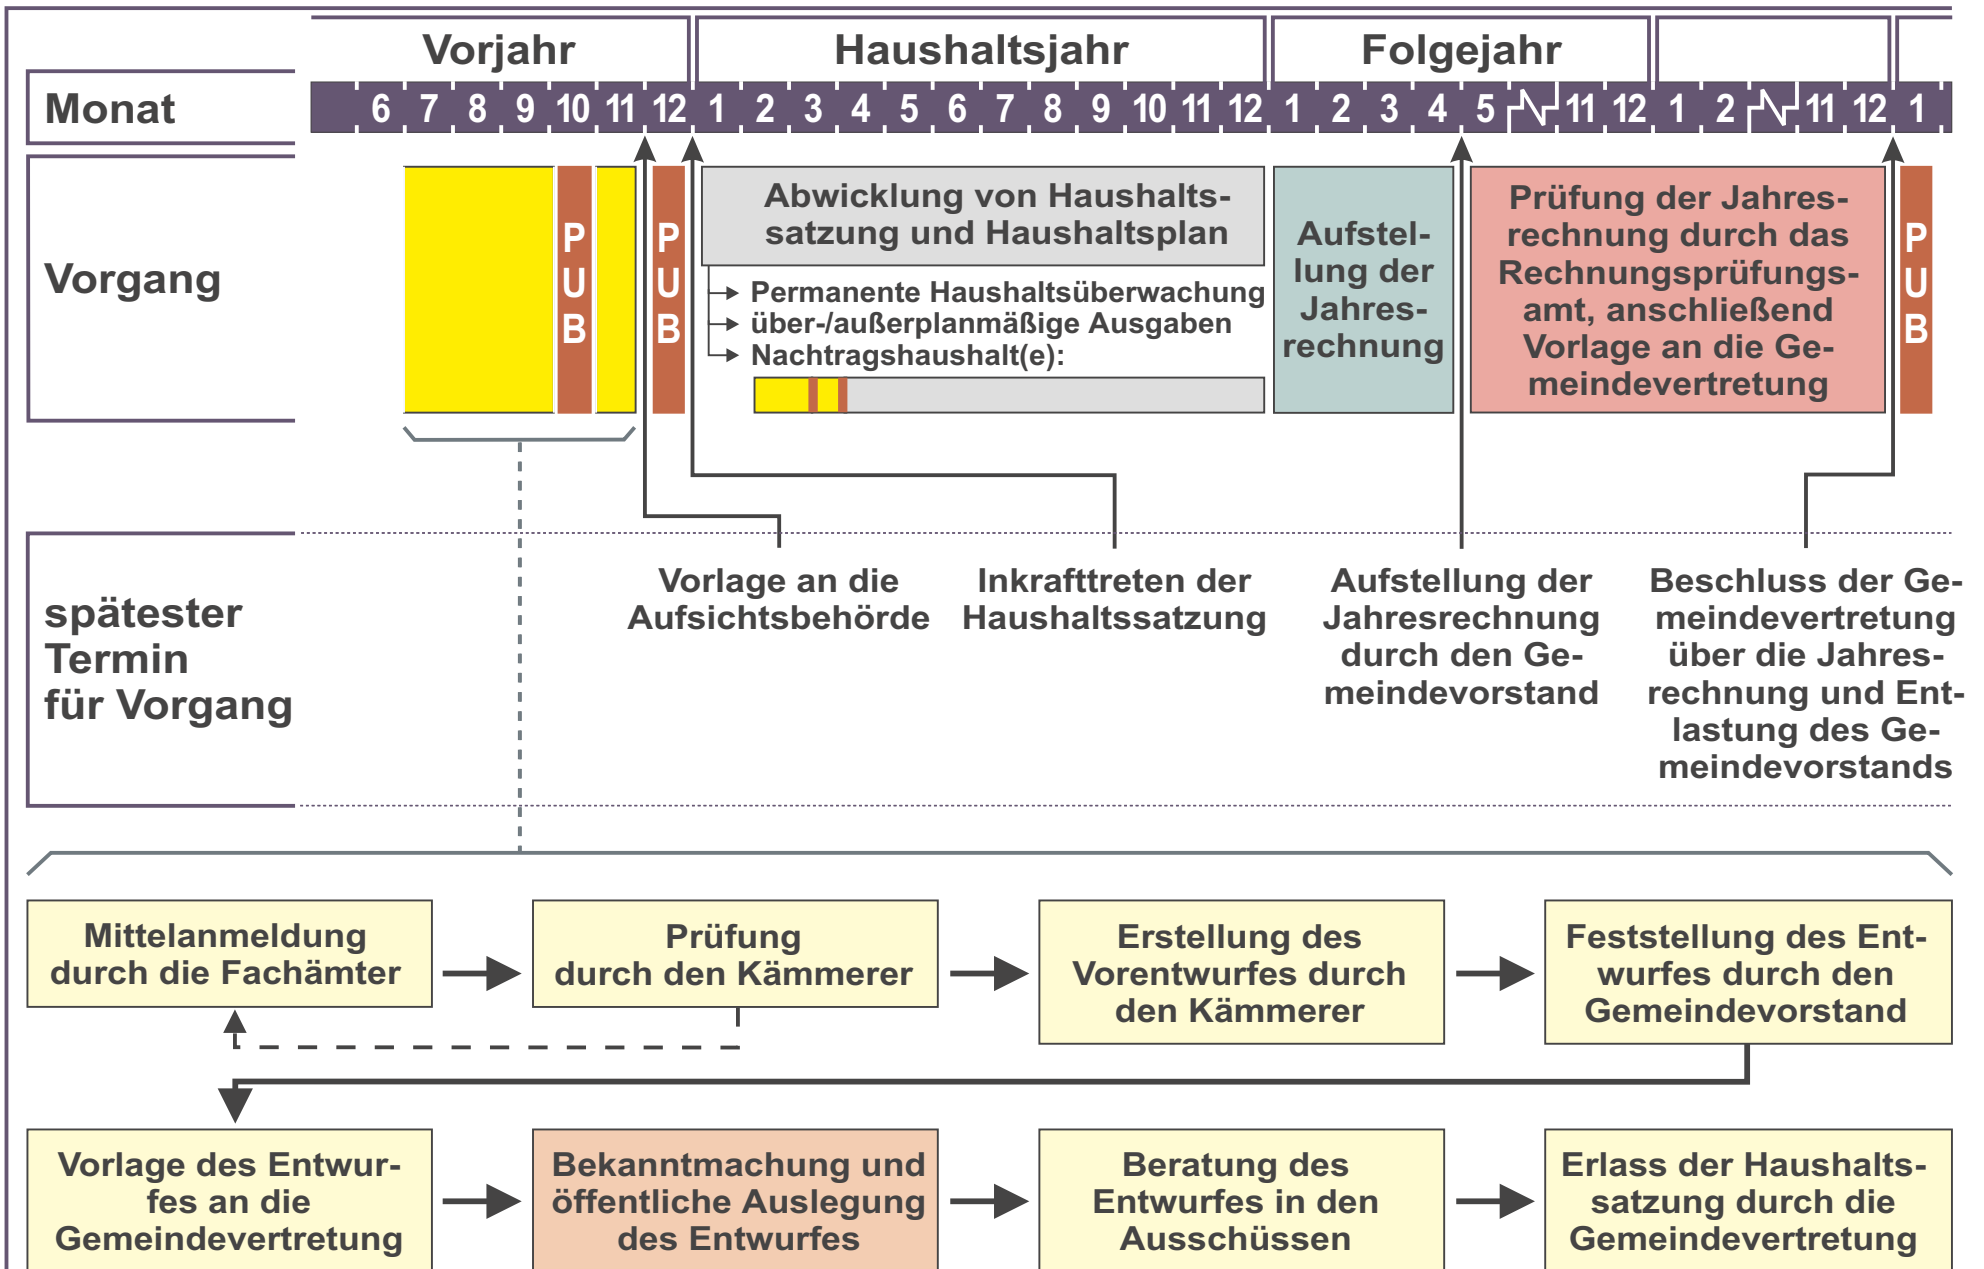 Vorjahr
Haushaltsjahr
Folgejahr
Monat
6 7 8 9 10 11 12 1 2 3 4 5 6 7 8 9 10 11 12 1 2 3 4 5 11 12 1 2 11 12 1
Vorgang
P
U
B
P
U
B
Abwicklung von Haushalts-
satzung und Haushaltsplan
Permanente Haushaltsüberwachung
über-/außerplanmäßige Ausgaben
Nachtragshaushalt(e):
Aufstel-
lung der
Jahres-
rechnung
Prüfung der Jahres-
rechnung durch das
Rechnungsprüfungs-
amt, anschließend
Vorlage an die Ge-
meindevertretung
P
U
B
spätester
Termin
für Vorgang
Vorlage an die
Aufsichtsbehörde
Inkrafttreten der
Haushaltssatzung
Aufstellung der
Jahresrechnung
durch den Ge-
meindevorstand
Beschluss der Ge-
meindevertretung
über die Jahres-
rechnung und Ent-
lastung des Ge-
meindevorstands
Mittelanmeldung
durch die Fachämter
Prüfung
durch den Kämmerer
Erstellung des
Vorentwurfes durch
den Kämmerer
Feststellung des Ent-
wurfes durch den
Gemeindevorstand
Vorlage des Entwur-
fes an die
Gemeindevertretung
Bekanntmachung und
öffentliche Auslegung
des Entwurfes
Beratung des
Entwurfes in den
Ausschüssen
Erlass der Haushalts-
satzung durch die
Gemeindevertretung